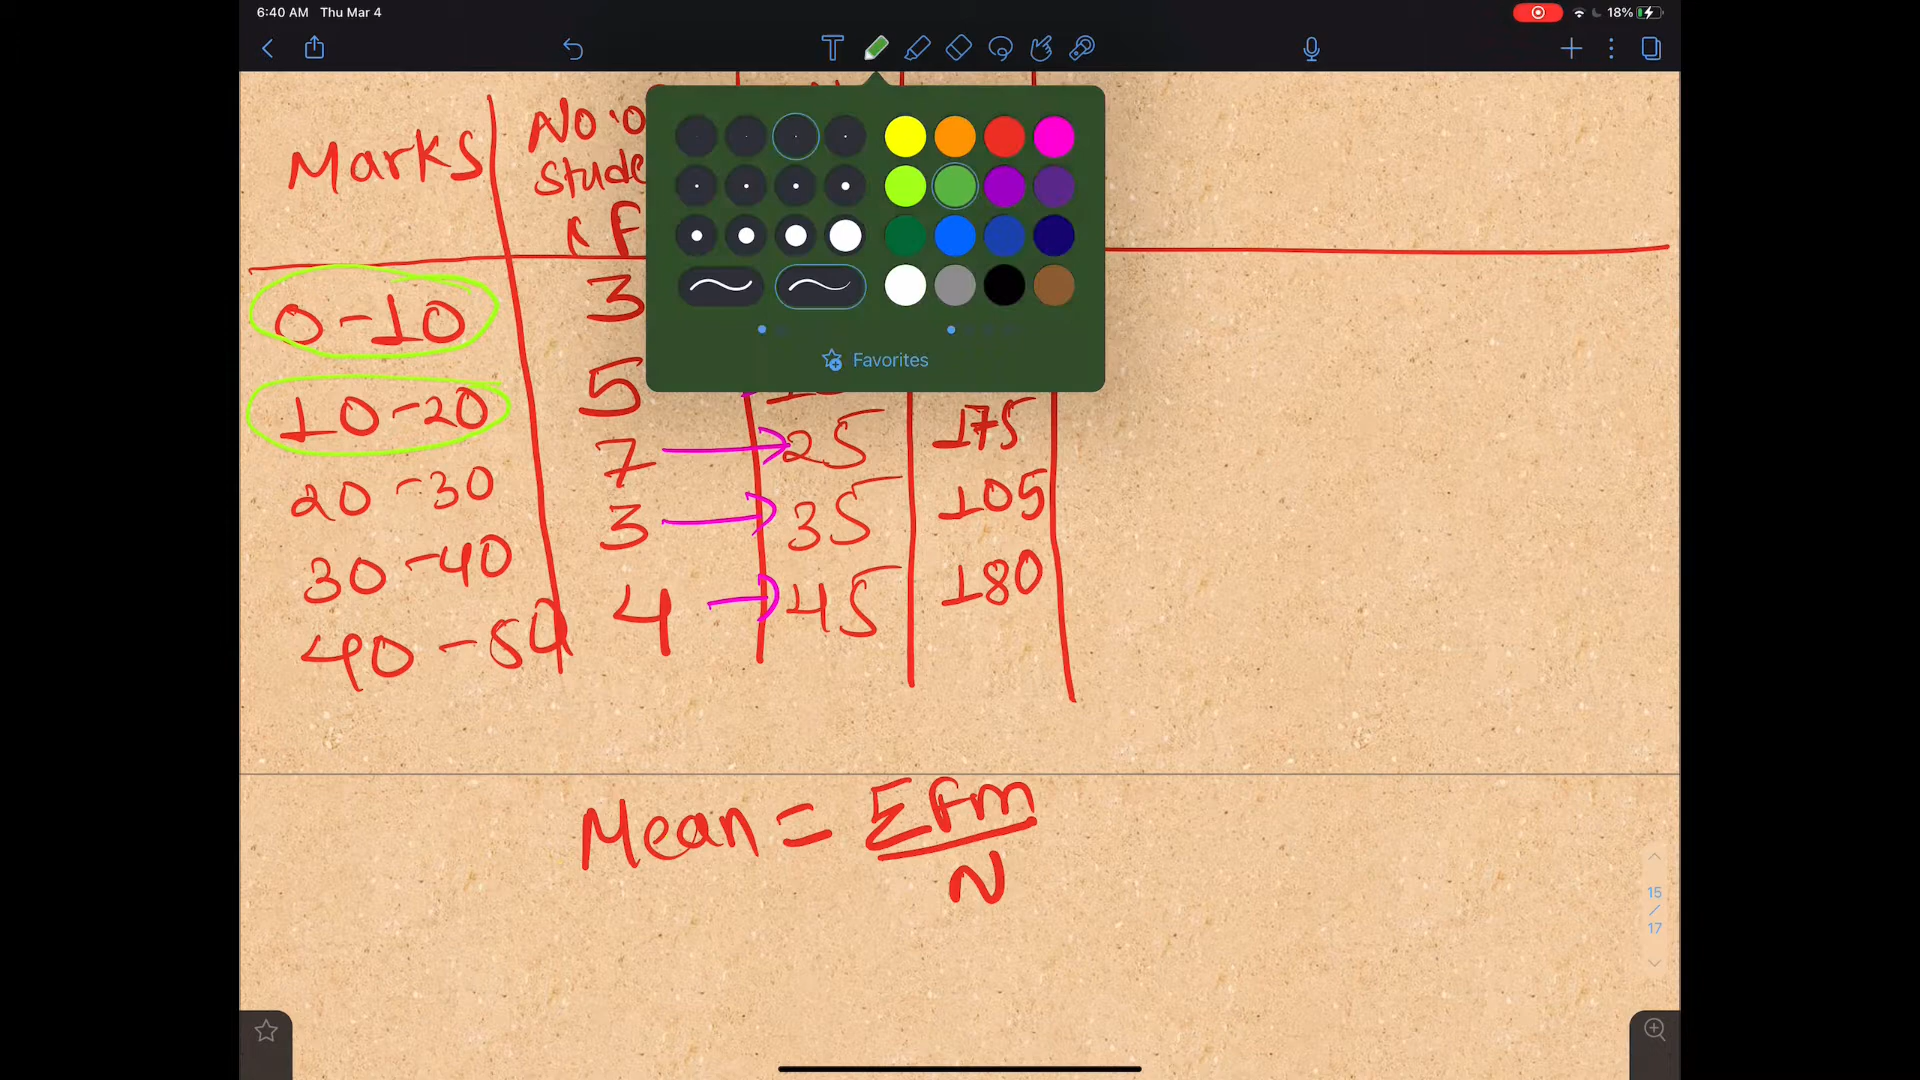 6:40 AM Thu Mar 4
18%
Marks
No.o
stude
(F
Favorites
0-10 3
10-20 5
20-30 7 25 175
30-40 3 35 105
40-50 4 45 180
Mean = Σfm
N
15
/
17